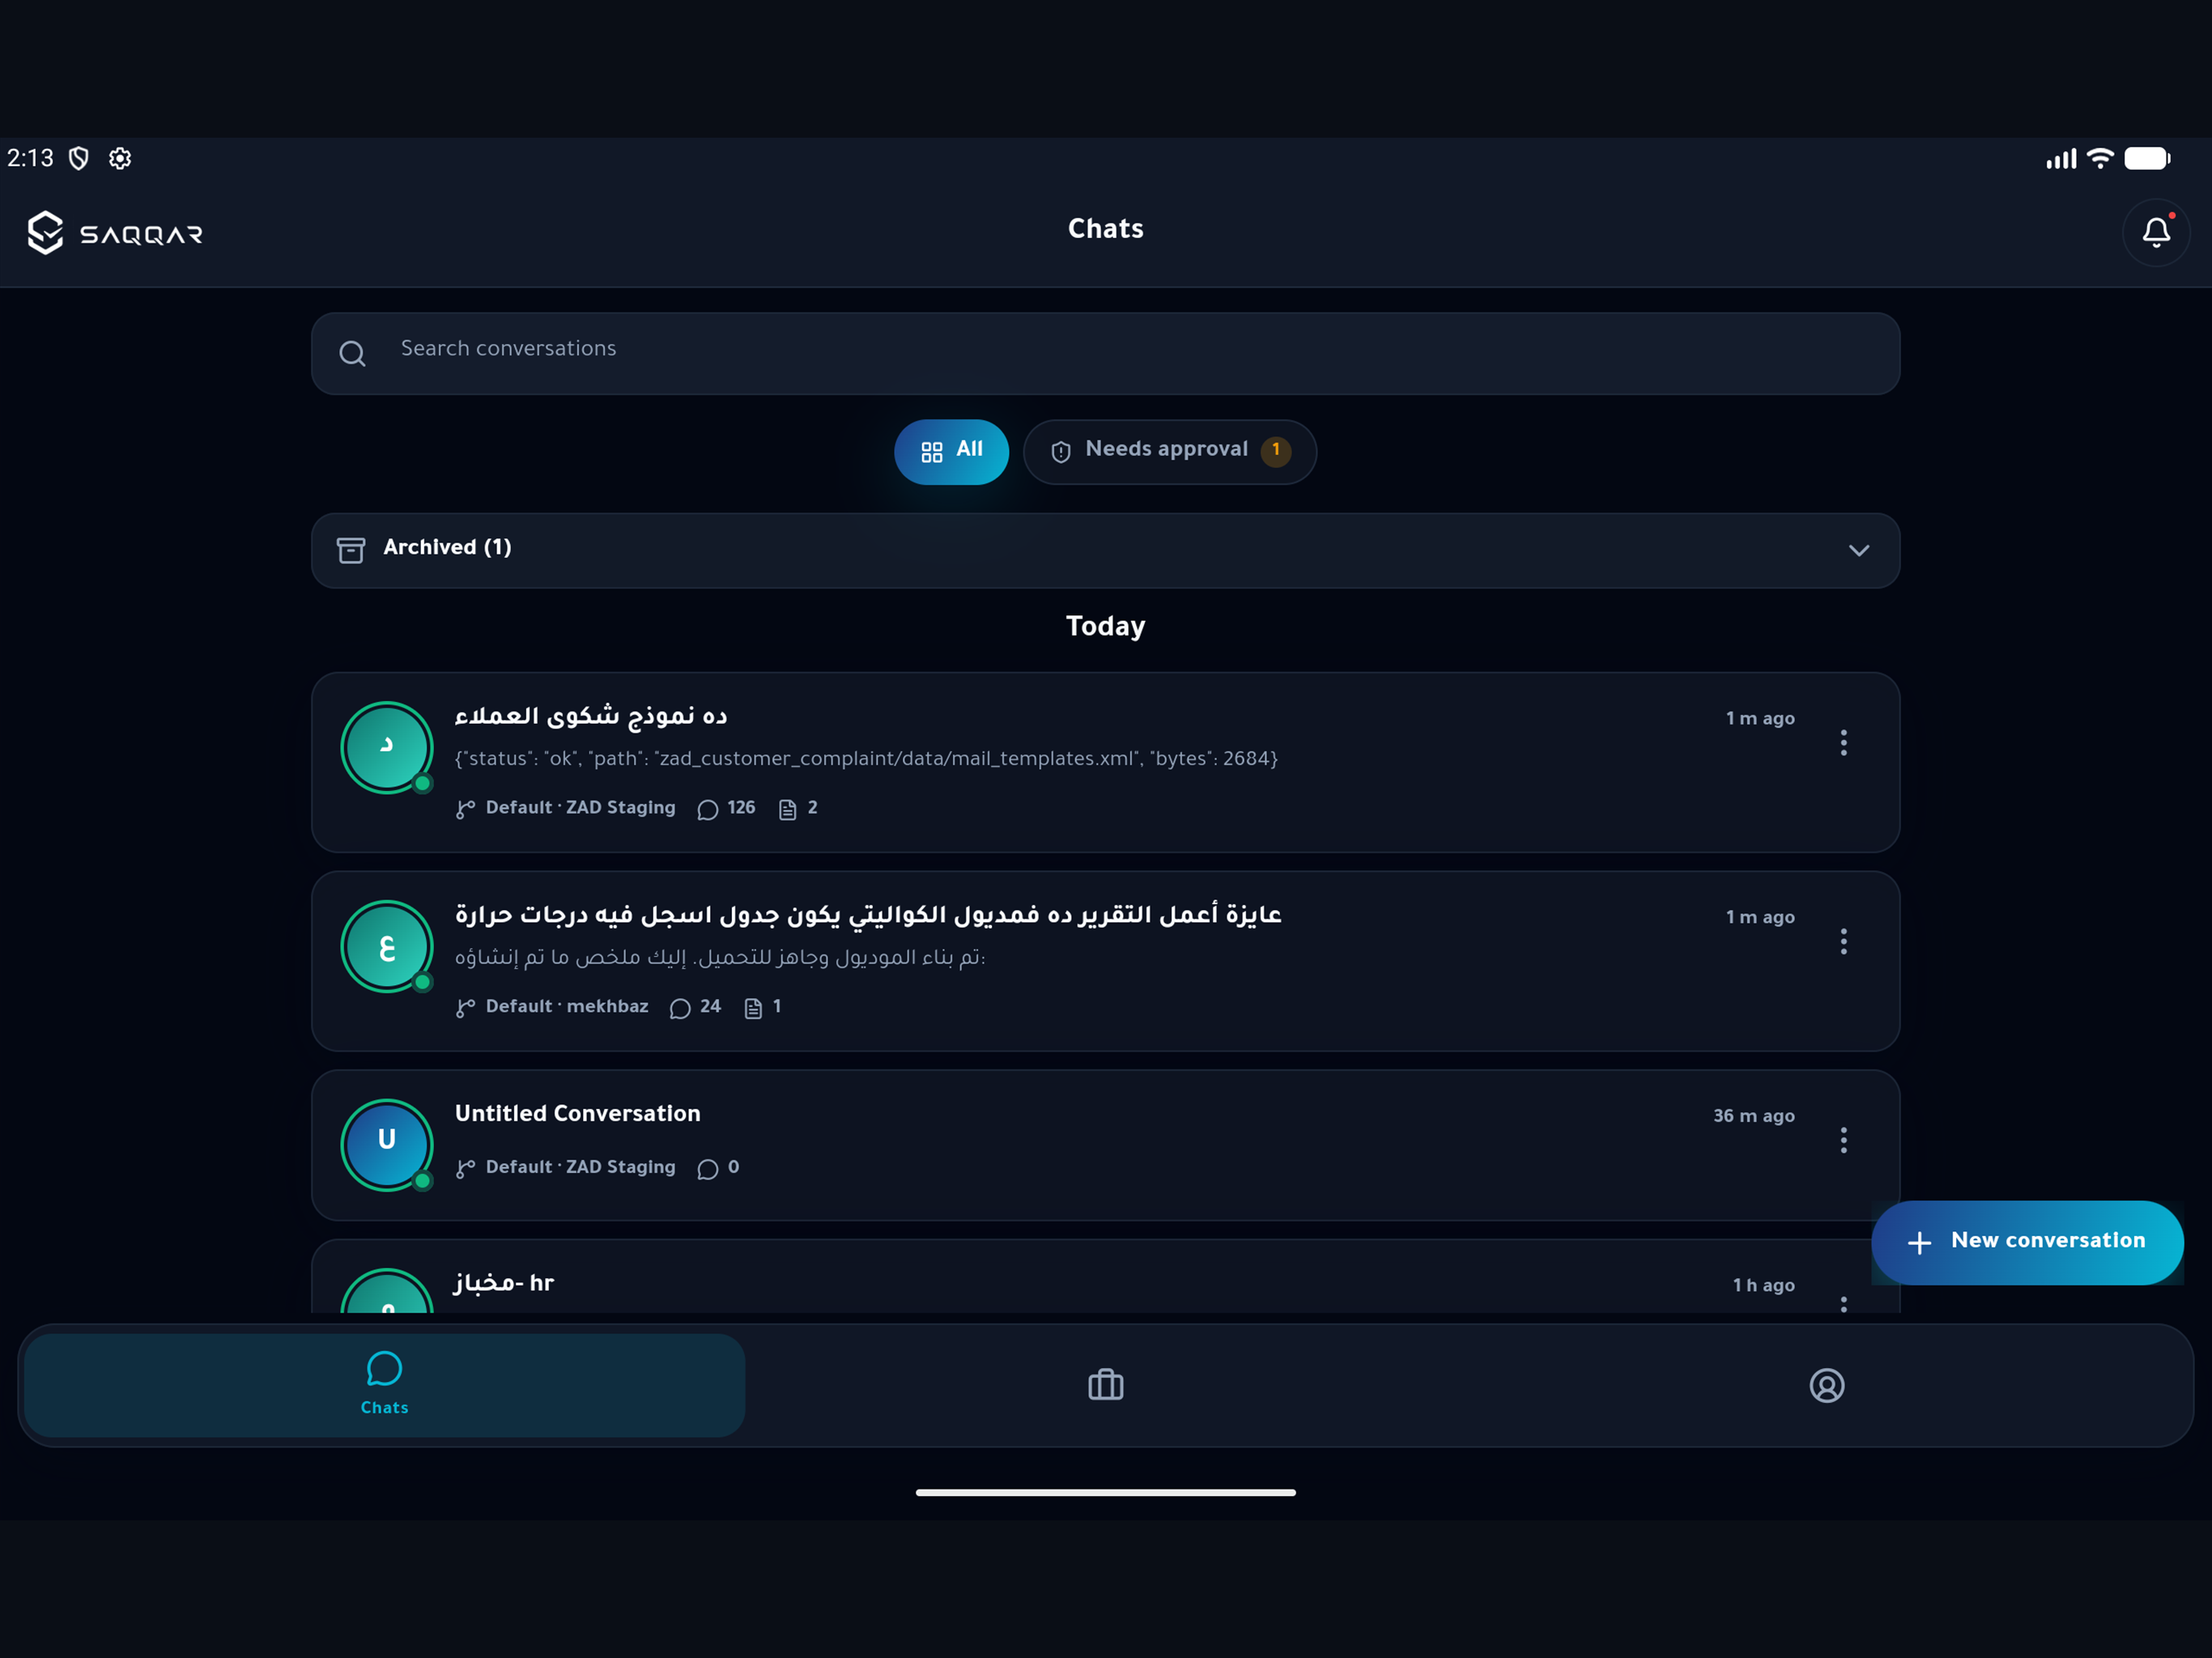 2:13
SAQQAR
Chats
Search conversations
All
Needs approval 1
Archived (1)
Today
د
ده نموذج شكوى العملاء
1 m ago
{"status": "ok", "path": "zad_customer_complaint/data/mail_templates.xml", "bytes": 2684}
Default · ZAD Staging 126 2
ع
عايزة أعمل التقرير ده فمديول الكواليتي يكون جدول اسجل فيه درجات حرارة
1 m ago
تم بناء الموديول وجاهز للتحميل. إليك ملخص ما تم إنشاؤه:
Default · mekhbaz 24 1
U
Untitled Conversation
36 m ago
Default · ZAD Staging 0
مخباز- hr
1 h ago
New conversation
Chats